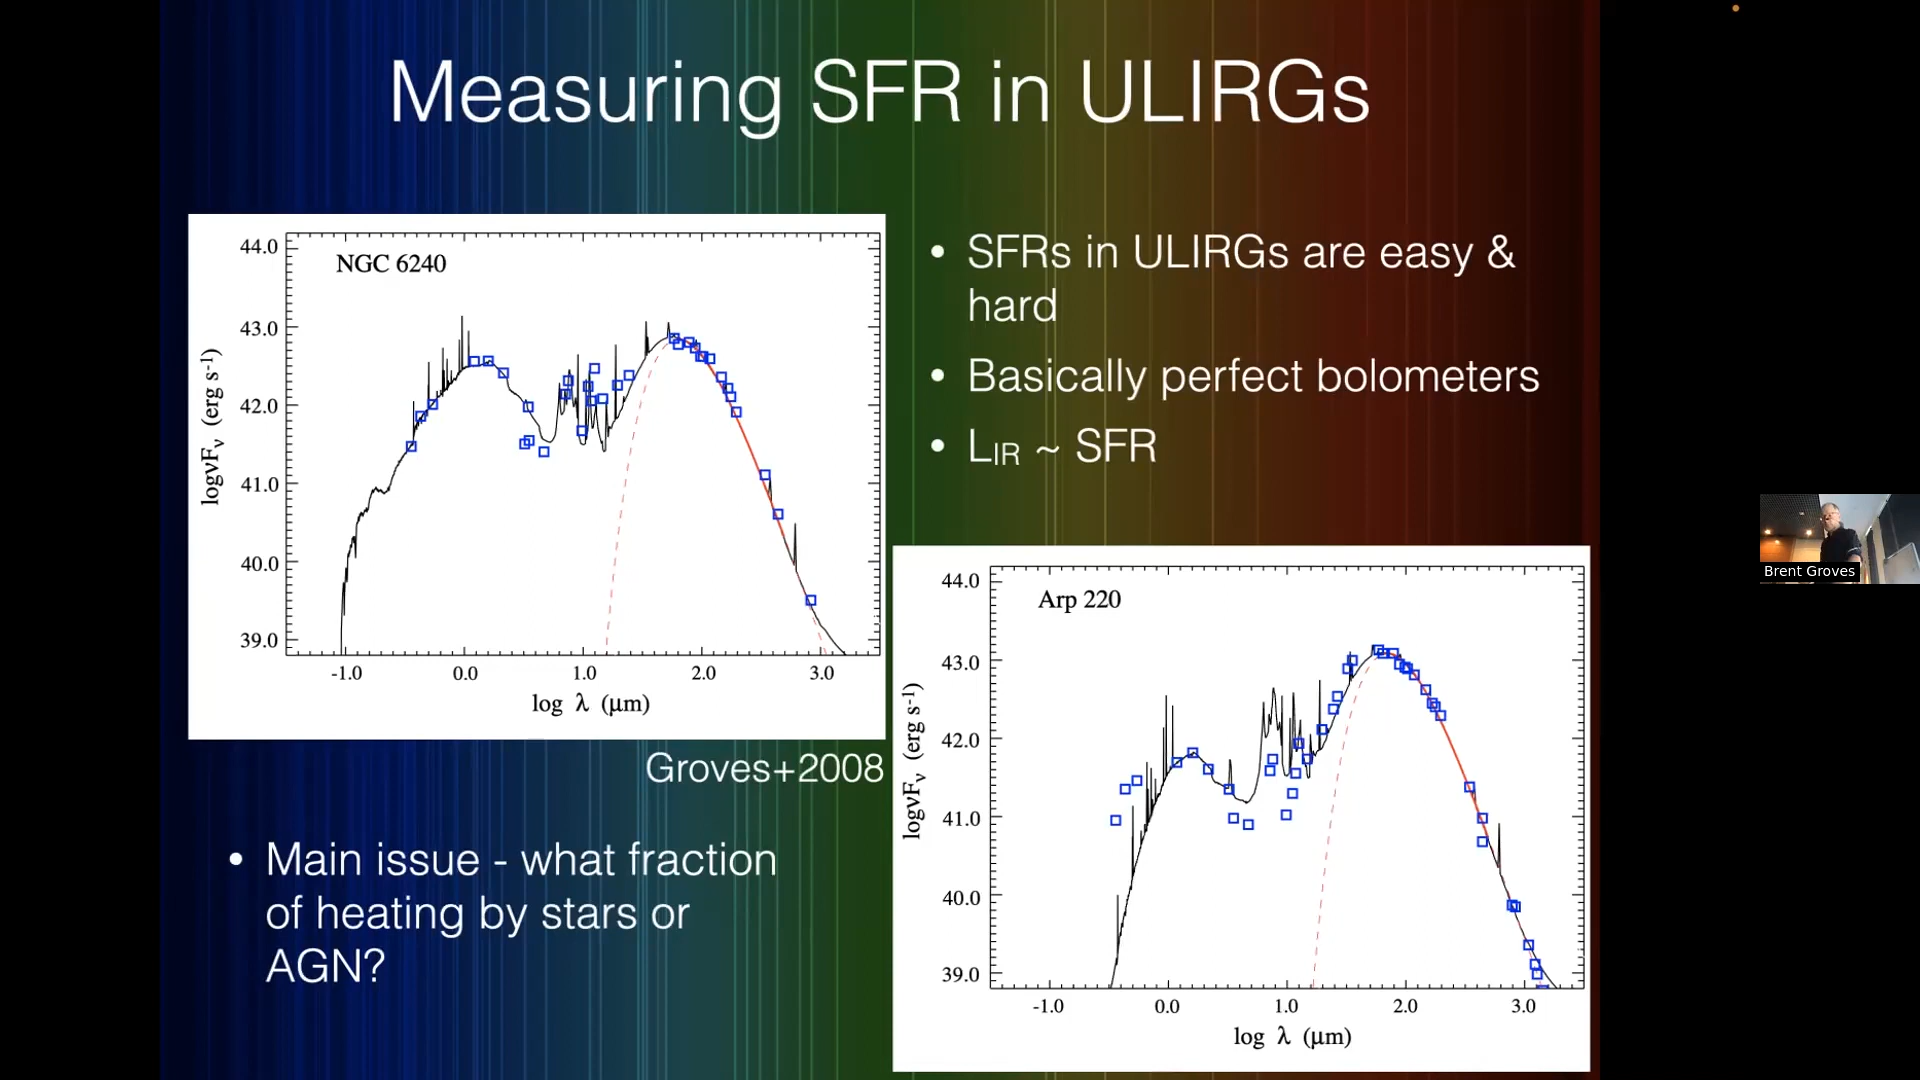 Measuring SFR in ULIRGs
NGC 6240
44.0
43.0
42.0
41.0
40.0
39.0
logνFν (erg s-1)
-1.0 0.0 1.0 2.0 3.0
log λ (μm)
Groves+2008
• SFRs in ULIRGs are easy &
hard
• Basically perfect bolometers
• LIR ~ SFR
• Main issue - what fraction
of heating by stars or
AGN?
Arp 220
44.0
43.0
42.0
41.0
40.0
39.0
logνFν (erg s-1)
-1.0 0.0 1.0 2.0 3.0
log λ (μm)
Brent Groves